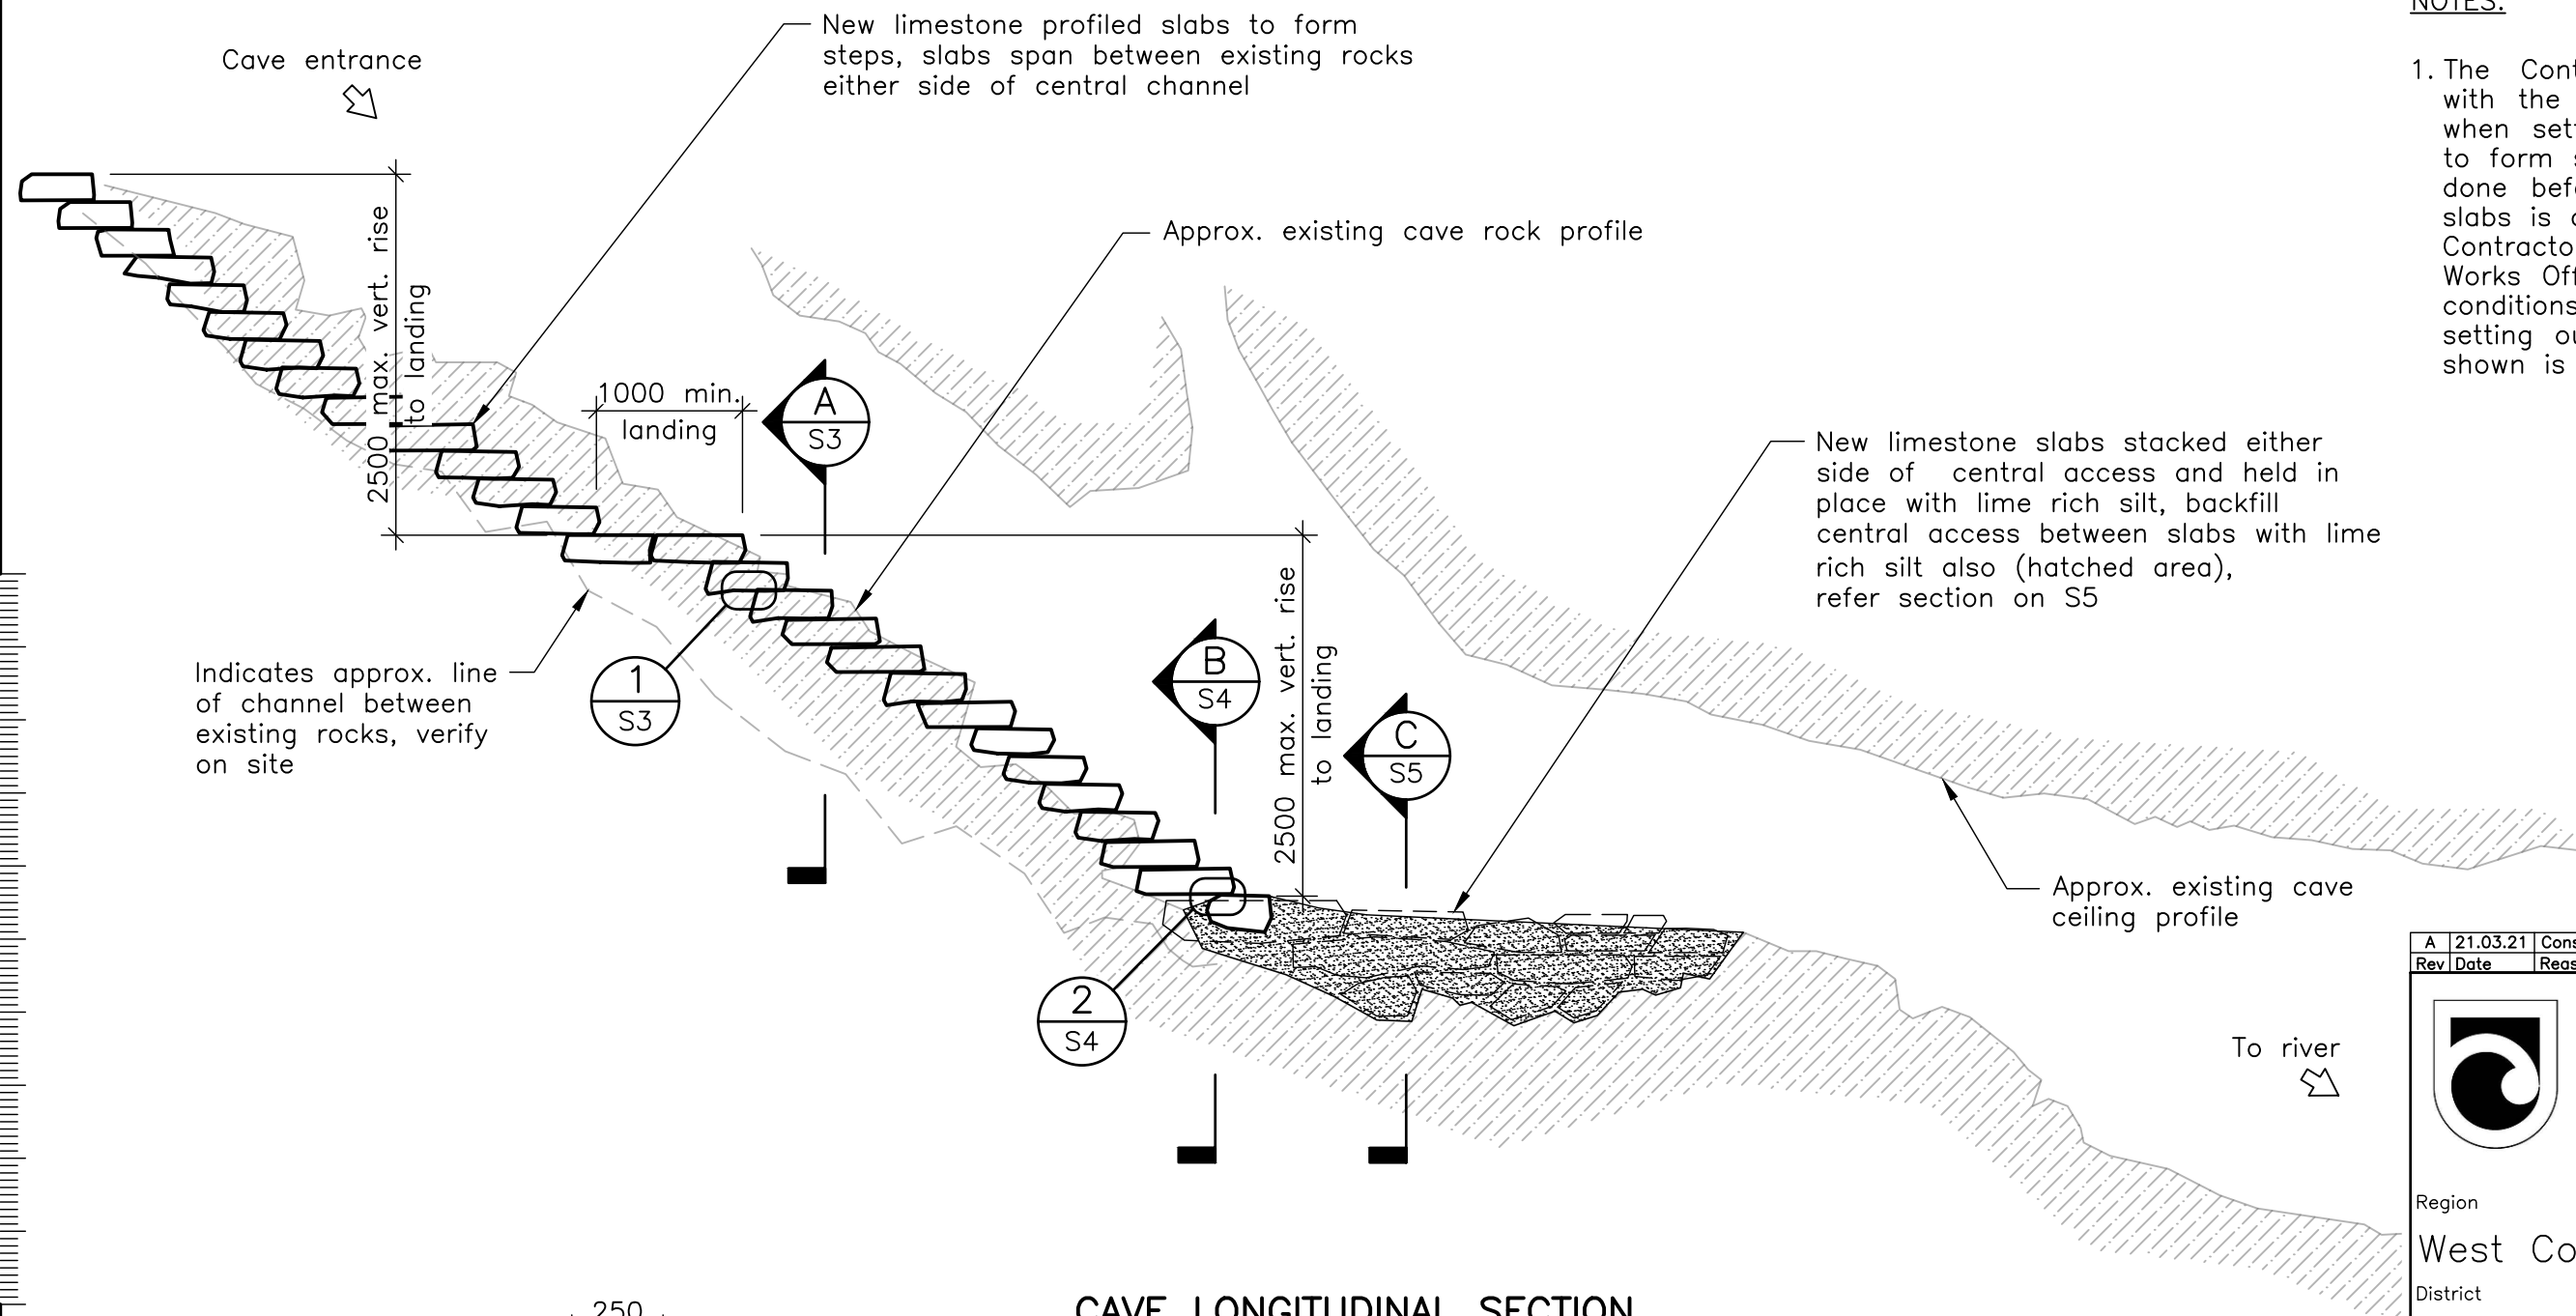 NOTES:
New limestone profiled slabs to form
steps, slabs span between existing rocks
either side of central channel
Cave entrance
1. The Cont
with the
when set
to form s
done befo
slabs is o
Contracto
Works Off
conditions
setting ou
shown is
2500 max. vert. rise
to landing
Approx. existing cave rock profile
1000 min.
landing
A
S3
New limestone slabs stacked either
side of central access and held in
place with lime rich silt, backfill
central access between slabs with lime
rich silt also (hatched area),
refer section on S5
2500 max. vert. rise
to landing
Indicates approx. line
of channel between
existing rocks, verify
on site
1
S3
B
S4
C
S5
Approx. existing cave
ceiling profile
A 21.03.21 Cons
Rev Date Reas
2
S4
To river
Region
West Co
District
250
CAVE LONGITUDINAL SECTION